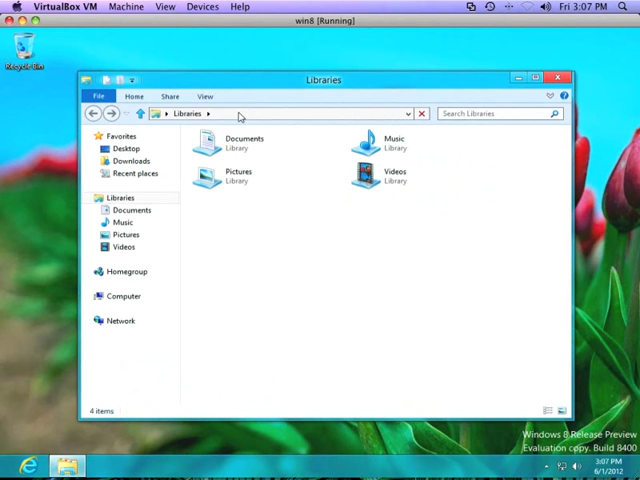 VirtualBox VM Machine View Devices Help Fri 3:07 PM
win8 [Running]
Recycle Bin
Libraries
File Home Share View
Libraries
Search Libraries
Favorites
Desktop
Downloads
Recent places
Libraries
Documents
Music
Pictures
Videos
Homegroup
Computer
Network
Documents
Library
Music
Library
Pictures
Library
Videos
Library
4 items
Windows 8 Release Preview
Evaluation copy. Build 8400
3:07 PM
6/1/2012